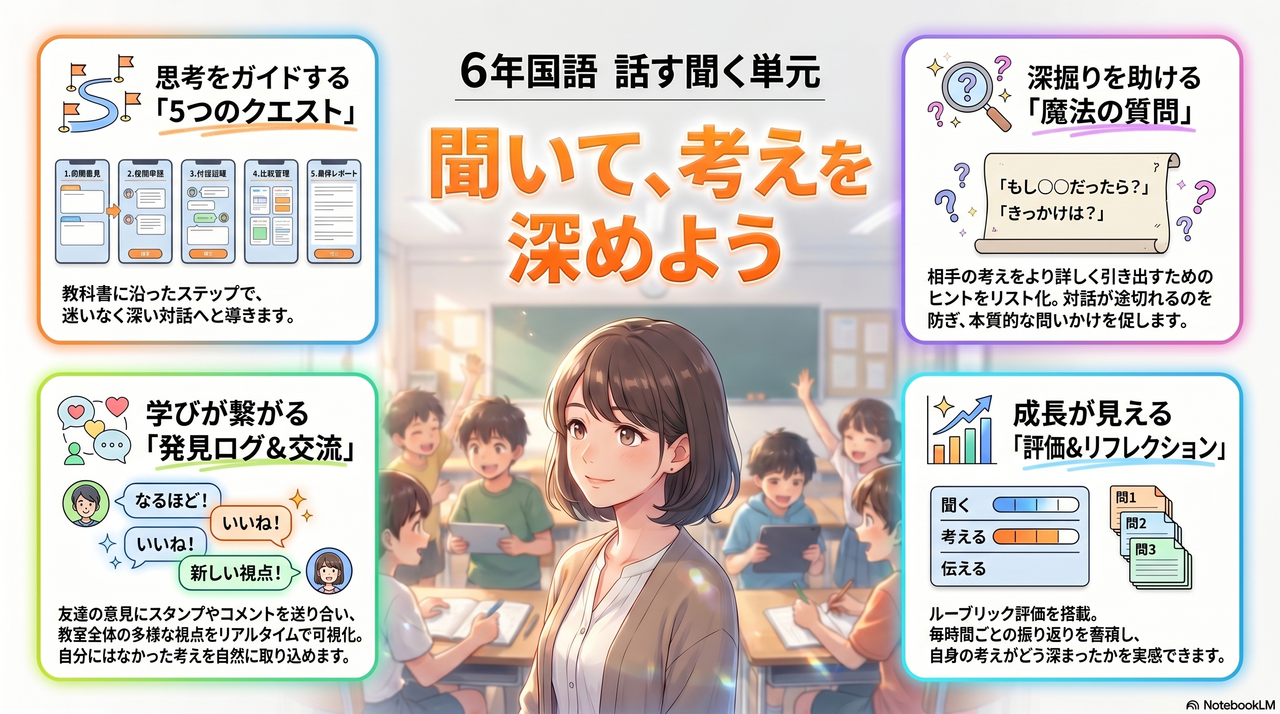 6年国語 話す聞く単元
聞いて、考えを
深めよう
思考をガイドする
「5つのクエスト」
5.最終レポート
教科書に沿ったステップで、
迷いなく深い対話へと導きます。
深掘りを助ける
「魔法の質問」
「もし〇〇だったら？」
「きっかけは？」
相手の考えをより詳しく引き出すための
ヒントをリスト化。対話が途切れるのを
防ぎ、本質的な問いかけを促します。
学びが繋がる
「発見ログ&交流」
なるほど！
いいね！
いいね！
新しい視点！
友達の意見にスタンプやコメントを送り合い、
教室全体の多様な視点をリアルタイムで可視化。
自分にはなかった考えを自然に取り込めます。
成長が見える
「評価&リフレクション」
聞く
考える
伝える
問1
問2
問3
ルーブリック評価を搭載。
毎時間ごとの振り返りを蓄積し、
自身の考えがどう深まったかを実感できます。
NotebookLM